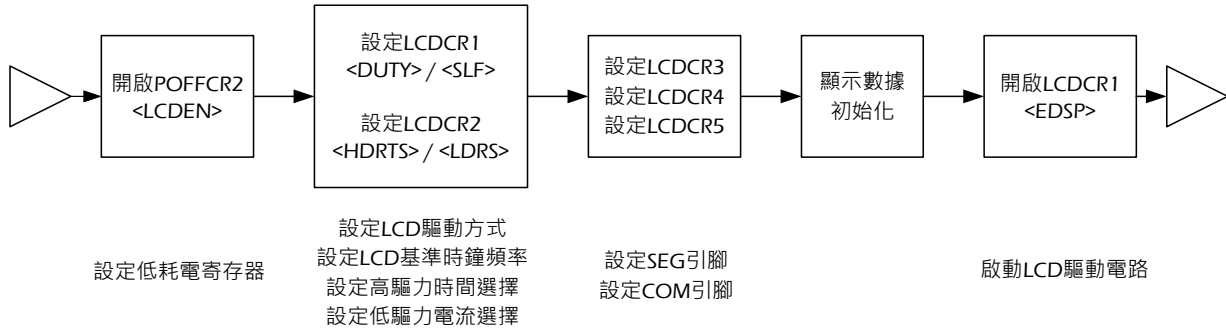 開啟POFFCR2
<LCDEN>
設定LCDCR1
<DUTY> / <SLF>
設定LCDCR2
<HDRTS> / <LDRS>
設定LCDCR3
設定LCDCR4
設定LCDCR5
顯示數據
初始化
開啟LCDCR1
<EDSP>
設定低耗電寄存器
設定LCD驅動方式
設定LCD基準時鐘頻率
設定高驅力時間選擇
設定低驅力電流選擇
設定SEG引腳
設定COM引腳
啟動LCD驅動電路